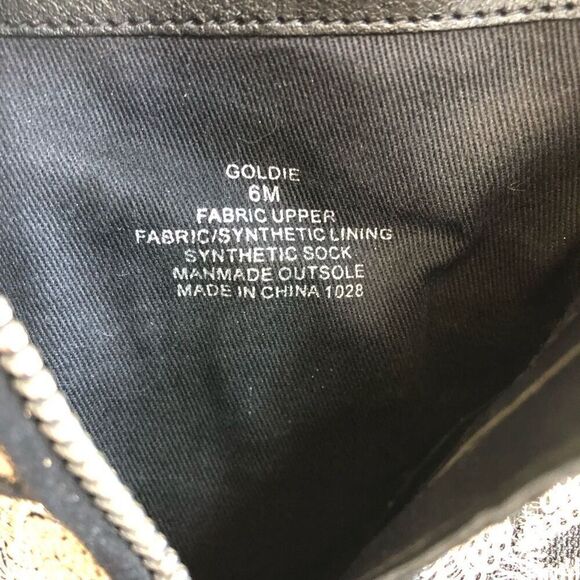 GOLDIE
6M
FABRIC UPPER
FABRIC/SYNTHETIC LINING
SYNTHETIC SOCK
MANMADE OUTSOLE
MADE IN CHINA 1028